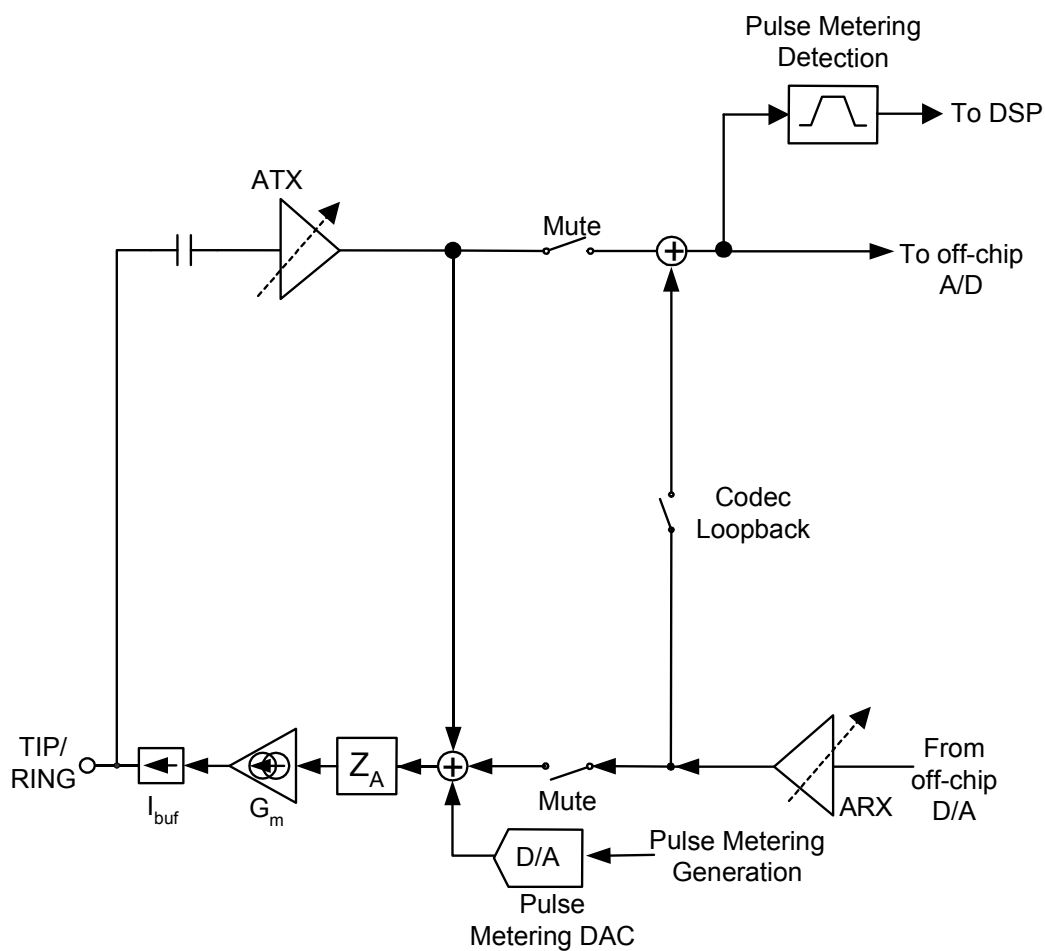 Pulse Metering
Detection
To DSP
ATX
Mute
To off-chip
A/D
Codec
Loopback
TIP/
RING
I_buf
G_m
Z_A
Mute
ARX
From
off-chip
D/A
D/A
Pulse Metering
Generation
Pulse
Metering DAC